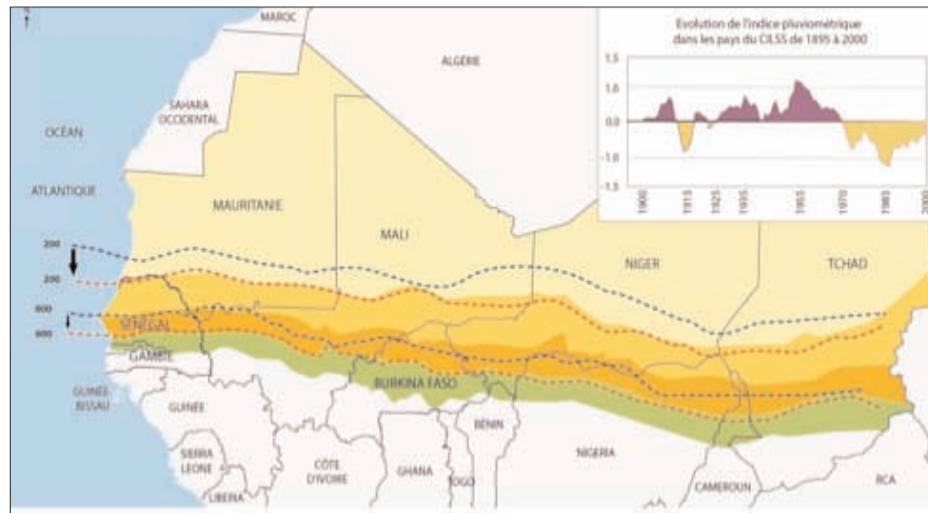 MAROC
ALGÉRIE
SAHARA
OCCIDENTAL
OCÉAN
ATLANTIQUE
MAURITANIE
MALI
NIGER
TCHAD
200
200
600
600
SÉNÉGAL
GAMBIE
GUINÉE
BISSAU
GUINÉE
SIERRA
LEONE
LIBERIA
CÔTE
D'IVOIRE
BURKINA FASO
GHANA
TOGO
BÉNIN
NIGERIA
CAMEROUN
RCA
Evolution de l'indice pluviométrique
dans les pays du CILSS de 1895 à 2000
1.5
1.0
0.0
-1.0
-1.5
1900
1913
1925
1935
1955
1970
1985
2000